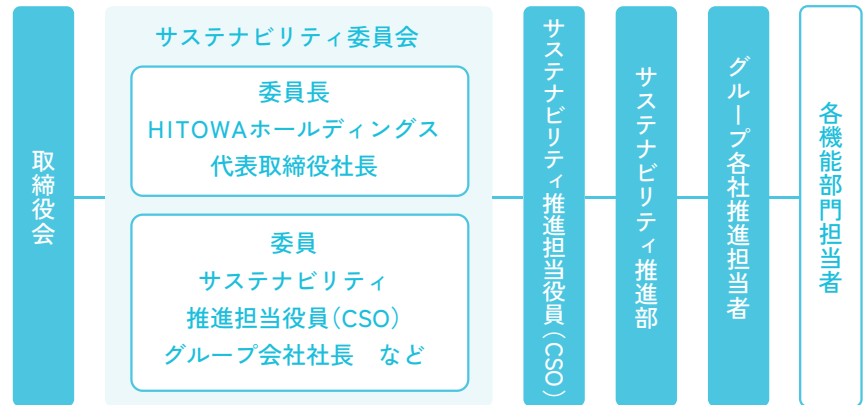 取締役会
サステナビリティ委員会
委員長
HITOWAホールディングス
代表取締役社長
委員
サステナビリティ
推進担当役員(CSO)
グループ会社社長　など
サステナビリティ推進担当役員(CSO)
サステナビリティ推進部
グループ各社推進担当者
各機能部門担当者